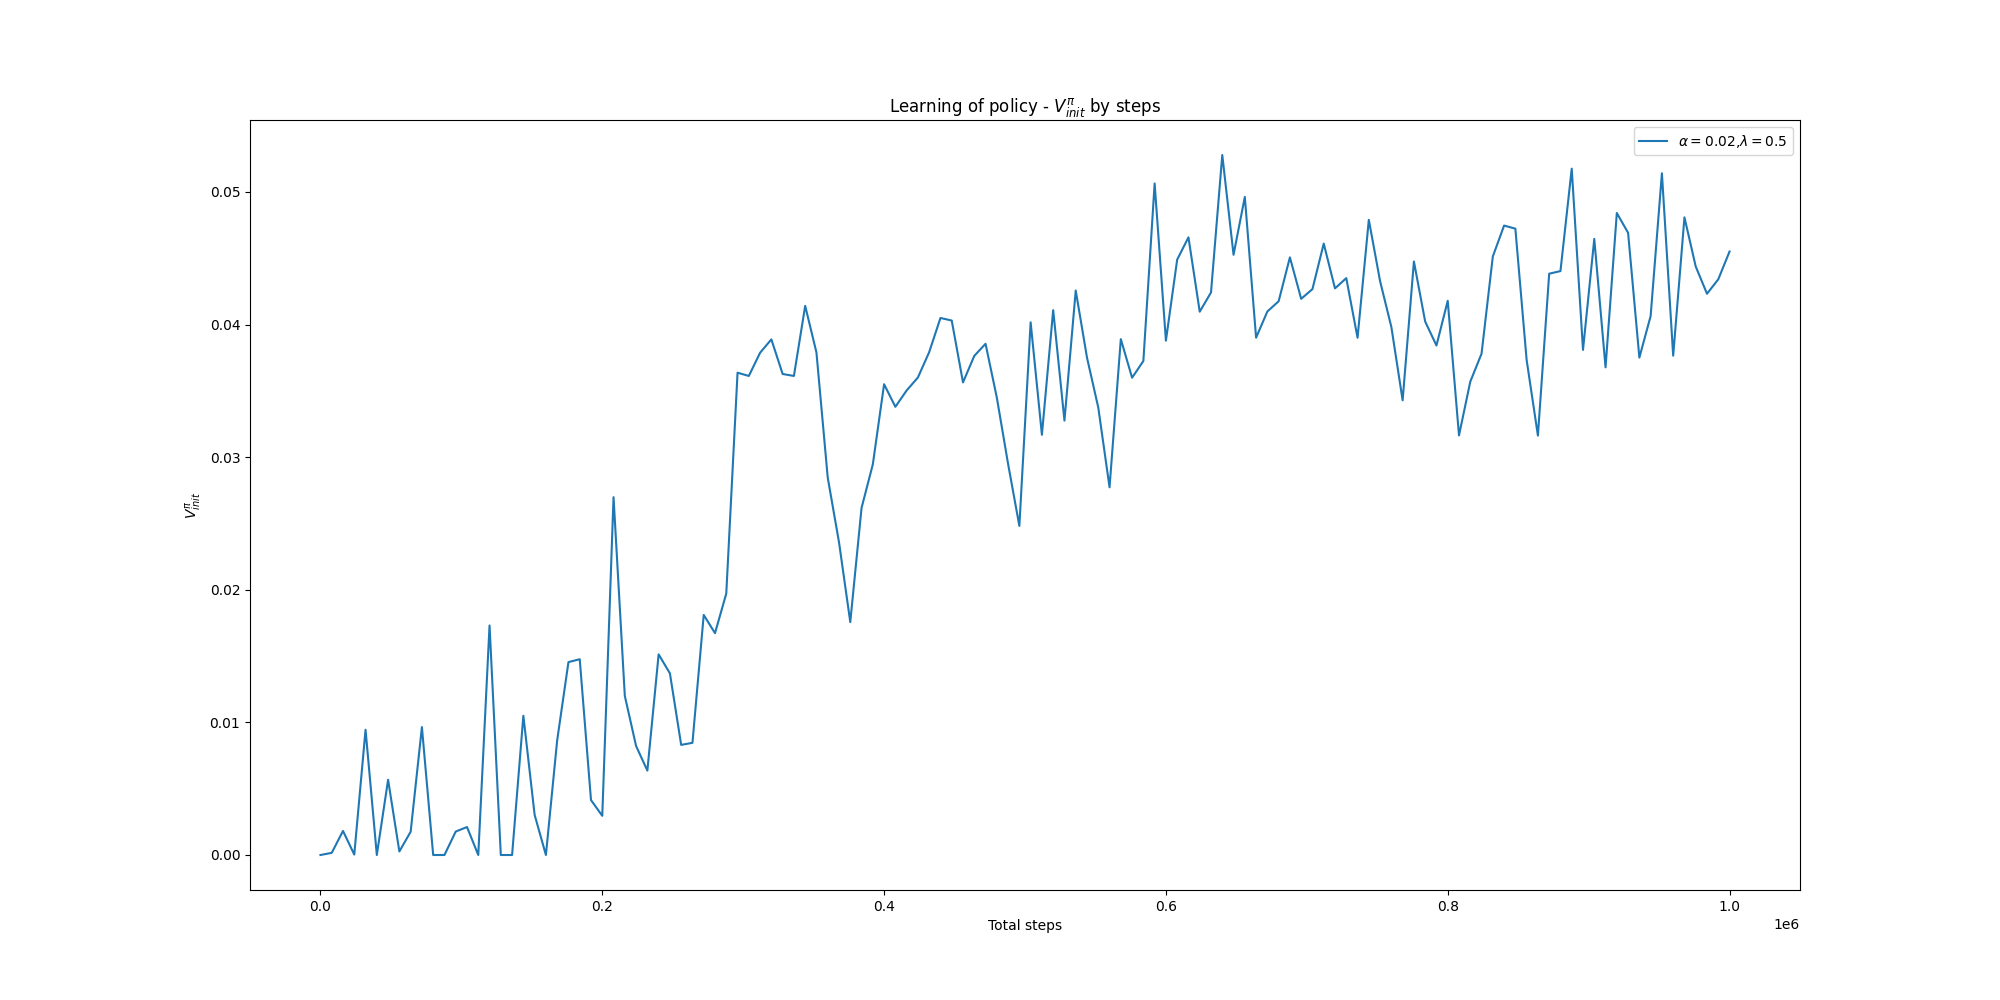 Learning of policy - $V_{init}^{\pi}$ by steps
α = 0.02,λ = 0.5
0.05
0.04
0.03
0.02
0.01
0.00
$V_{init}^{\pi}$
0.0 0.2 0.4 0.6 0.8 1.0
1e6
Total steps